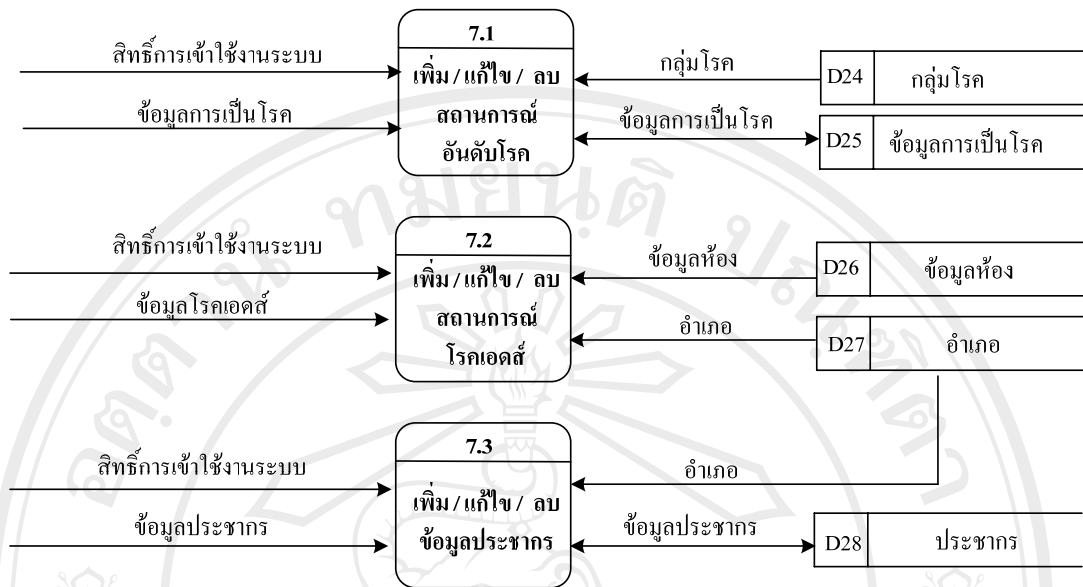 7.1
สิทธิ์การเข้าใช้งานระบบ
ข้อมูลการเป็นโรค
เพิ่ม / แก้ไข / ลบ
สถานการณ์
อันดับโรค
กลุ่มโรค
D24 กลุ่มโรค
ข้อมูลการเป็นโรค
D25 ข้อมูลการเป็นโรค
7.2
สิทธิ์การเข้าใช้งานระบบ
ข้อมูลโรคเอดส์
เพิ่ม / แก้ไข / ลบ
สถานการณ์
โรคเอดส์
ข้อมูลห้อง
D26 ข้อมูลห้อง
อำเภอ
D27 อำเภอ
7.3
สิทธิ์การเข้าใช้งานระบบ
ข้อมูลประชากร
เพิ่ม / แก้ไข / ลบ
ข้อมูลประชากร
อำเภอ
ข้อมูลประชากร
D28 ประชากร